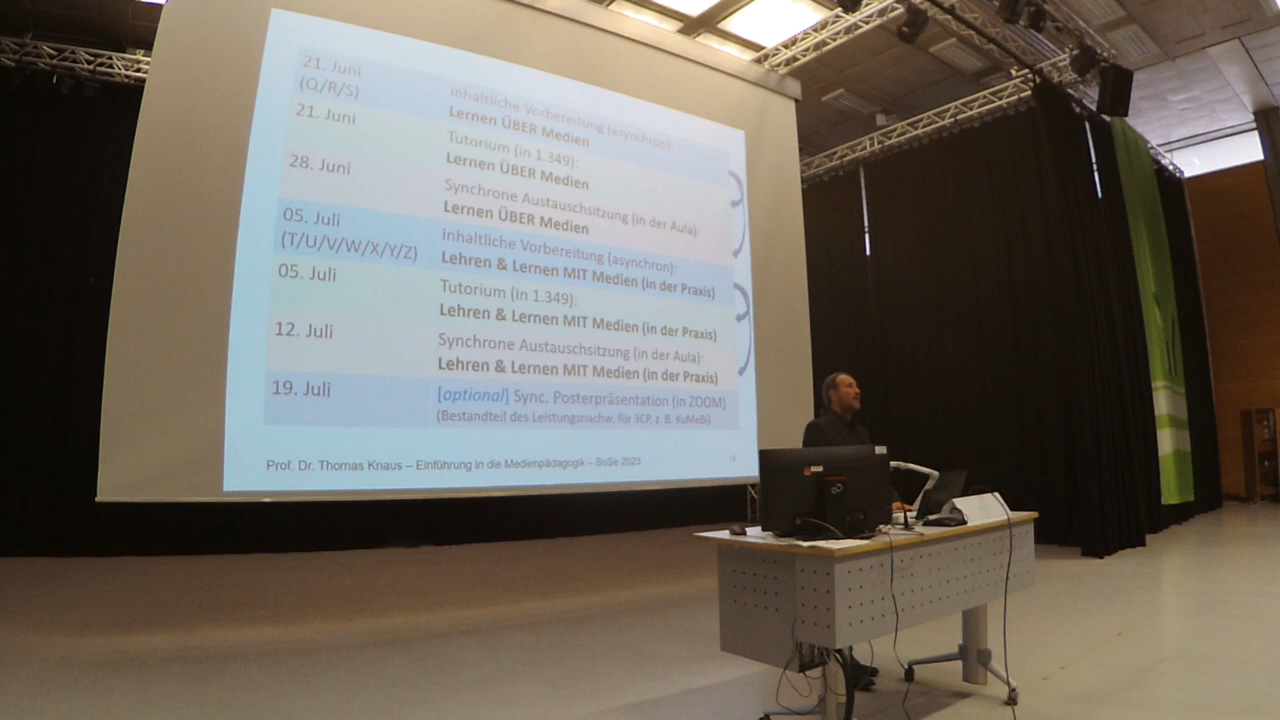 21. Juni
(Q/R/S)
inhaltliche Vorbereitung (asynchron):
Lernen ÜBER Medien
21. Juni
Tutorium (in 1.349):
Lernen ÜBER Medien
28. Juni
Synchrone Austauschsitzung (in der Aula):
Lernen ÜBER Medien
05. Juli
(T/U/V/W/X/Y/Z)
inhaltliche Vorbereitung (asynchron):
Lehren & Lernen MIT Medien (in der Praxis)
05. Juli
Tutorium (in 1.349):
Lehren & Lernen MIT Medien (in der Praxis)
12. Juli
Synchrone Austauschsitzung (in der Aula):
Lehren & Lernen MIT Medien (in der Praxis)
19. Juli
[optional] Sync. Posterpräsentation (in ZOOM)
(Bestandteil des Leistungsnachw. für 3CP, z. B. KuMeBi)
Prof. Dr. Thomas Knaus – Einführung in die Medienpädagogik – SoSe 2023